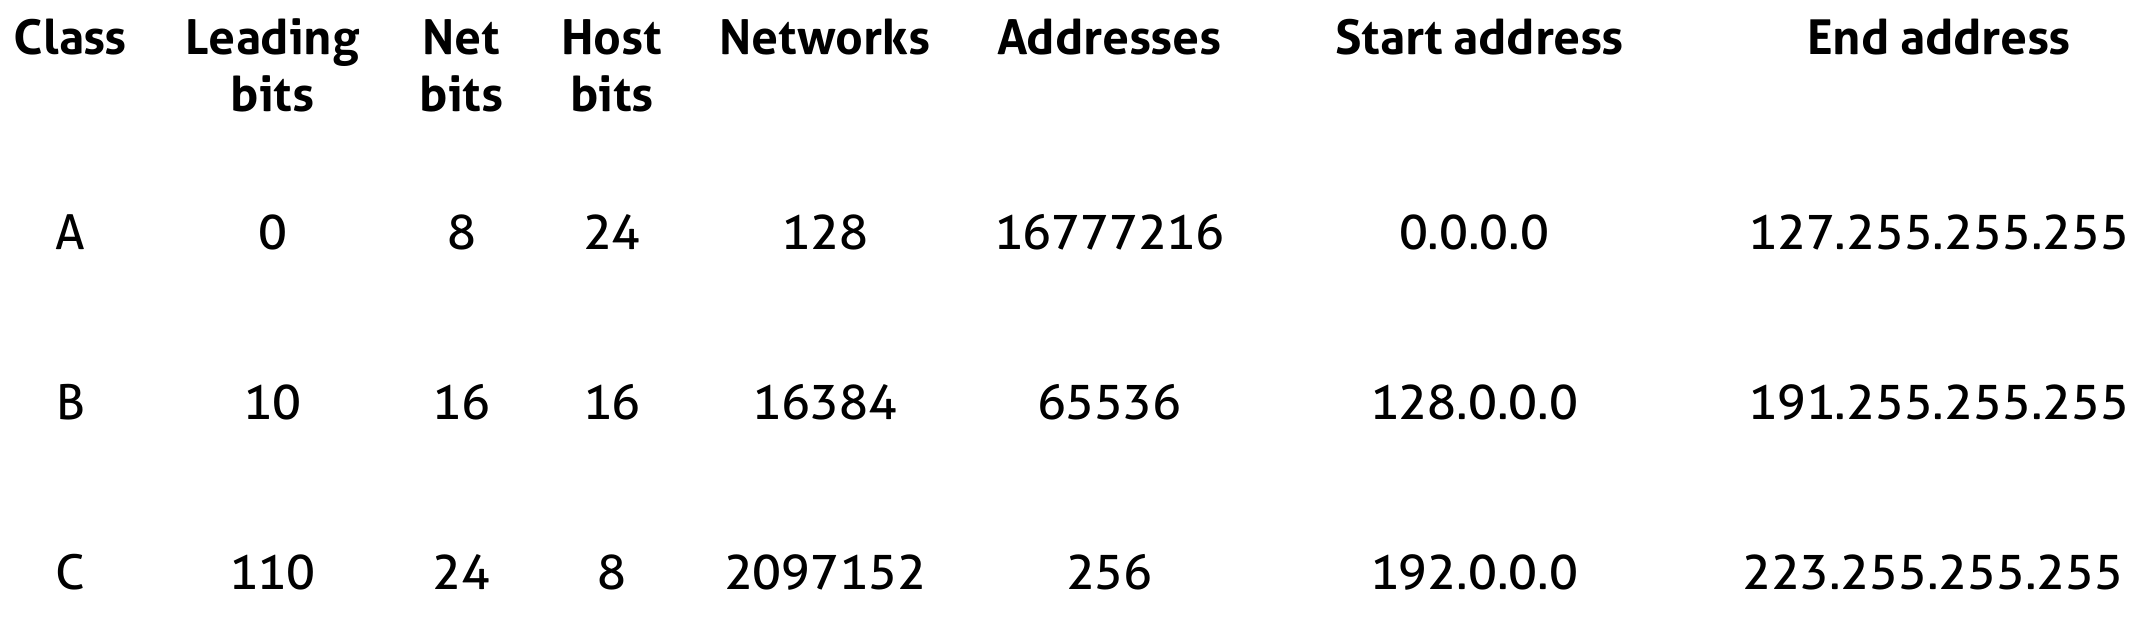 Class Leading bits Net bits Host bits Networks Addresses Start address End address
A 0 8 24 128 16777216 0.0.0.0 127.255.255.255
B 10 16 16 16384 65536 128.0.0.0 191.255.255.255
C 110 24 8 2097152 256 192.0.0.0 223.255.255.255